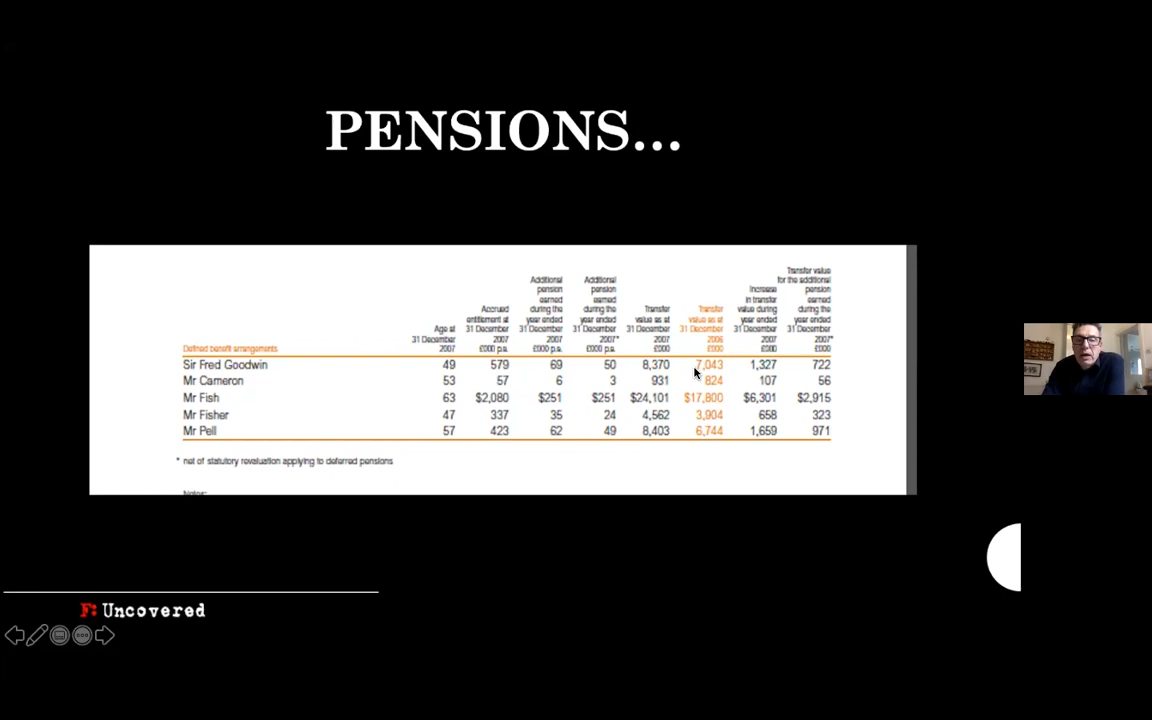 PENSIONS...
Transfer value
for the additional
Additional Additional Increase pension
pension pension in transfer earned
earned earned value during during the
Accrued during the during the Transfer Transfer year ended year ended
entitlement at year ended year ended value as at value as at 31 December 31 December
Age at 31 December 31 December 31 December 31 December 31 December 2007 2007*
31 December 2007 2007 2007* 2007 2006 £000 £000
Defined benefit arrangements 2007 £000 p.a. £000 p.a. £000 p.a. £000 £000
Sir Fred Goodwin 49 579 69 50 8,370 7,043 1,327 722
Mr Cameron 53 57 6 3 931 824 107 56
Mr Fish 63 $2,080 $251 $251 $24,101 $17,800 $6,301 $2,915
Mr Fisher 47 337 35 24 4,562 3,904 658 323
Mr Pell 57 423 62 49 8,403 6,744 1,659 971
* net of statutory revaluation applying to deferred pensions
Notes:
F: Uncovered